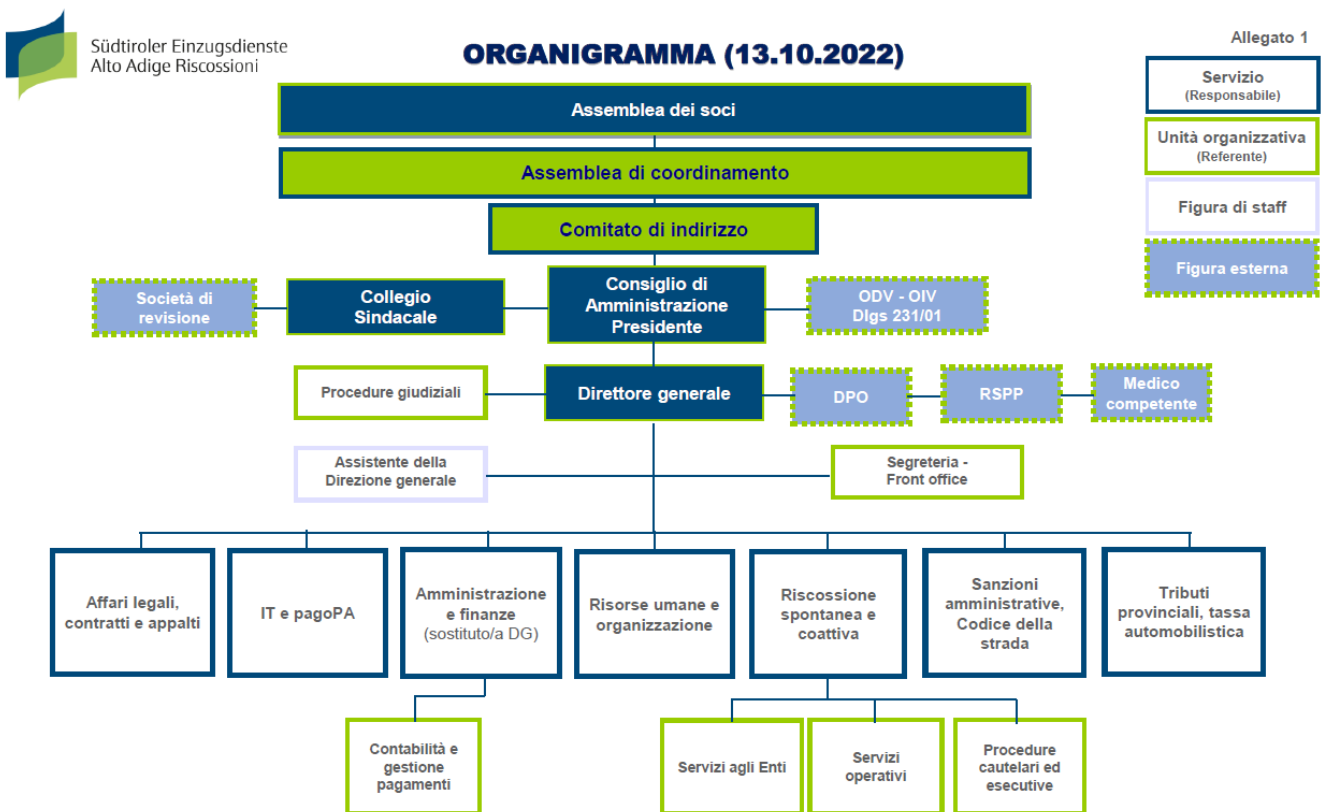 Südtiroler Einzugsdienste
Alto Adige Riscossioni
ORGANIGRAMMA (13.10.2022)
Allegato 1
Servizio
(Responsabile)
Unità organizzativa
(Referente)
Figura di staff
Figura esterna
Assemblea dei soci
Assemblea di coordinamento
Comitato di indirizzo
Società di
revisione
Collegio
Sindacale
Consiglio di
Amministrazione
Presidente
ODV - OIV
Dlgs 231/01
Procedure giudiziali
Direttore generale
DPO
RSPP
Medico
competente
Assistente della
Direzione generale
Segreteria -
Front office
Affari legali,
contratti e appalti
IT e pagoPA
Amministrazione
e finanze
(sostituto/a DG)
Risorse umane e
organizzazione
Riscossione
spontanea e
coattiva
Sanzioni
amministrative,
Codice della
strada
Tributi
provinciali, tassa
automobilistica
Contabilità e
gestione
pagamenti
Servizi agli Enti
Servizi
operativi
Procedure
cautelari ed
esecutive